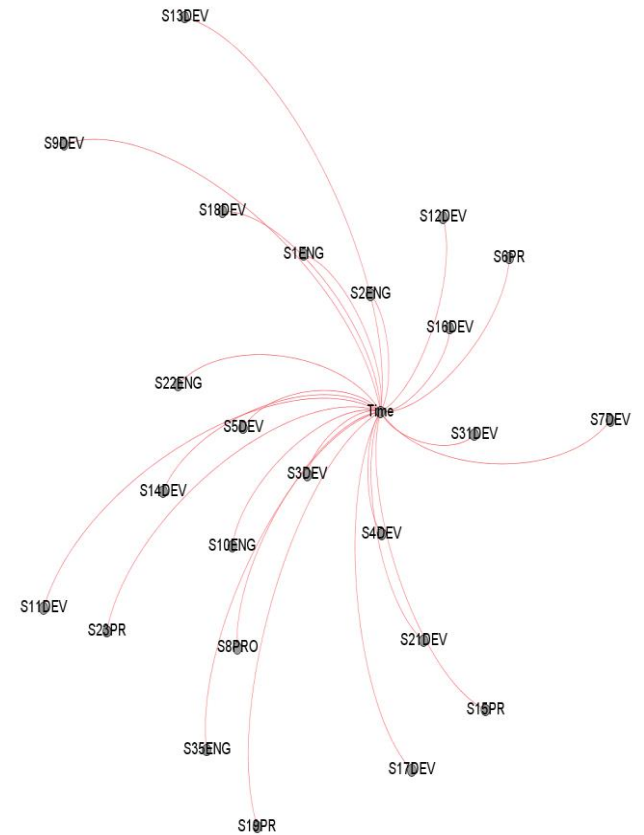 S13DEV
S9DEV
S18DEV
S12DEV
S1ENG
S6PR
S2ENG
S16DEV
S22ENG
Time
S7DEV
S5DEV
S31DEV
S3DEV
S14DEV
S4DEV
S10ENG
S11DEV
S23PR
S21DEV
S8PRO
S15PR
S35ENG
S17DEV
S19PR